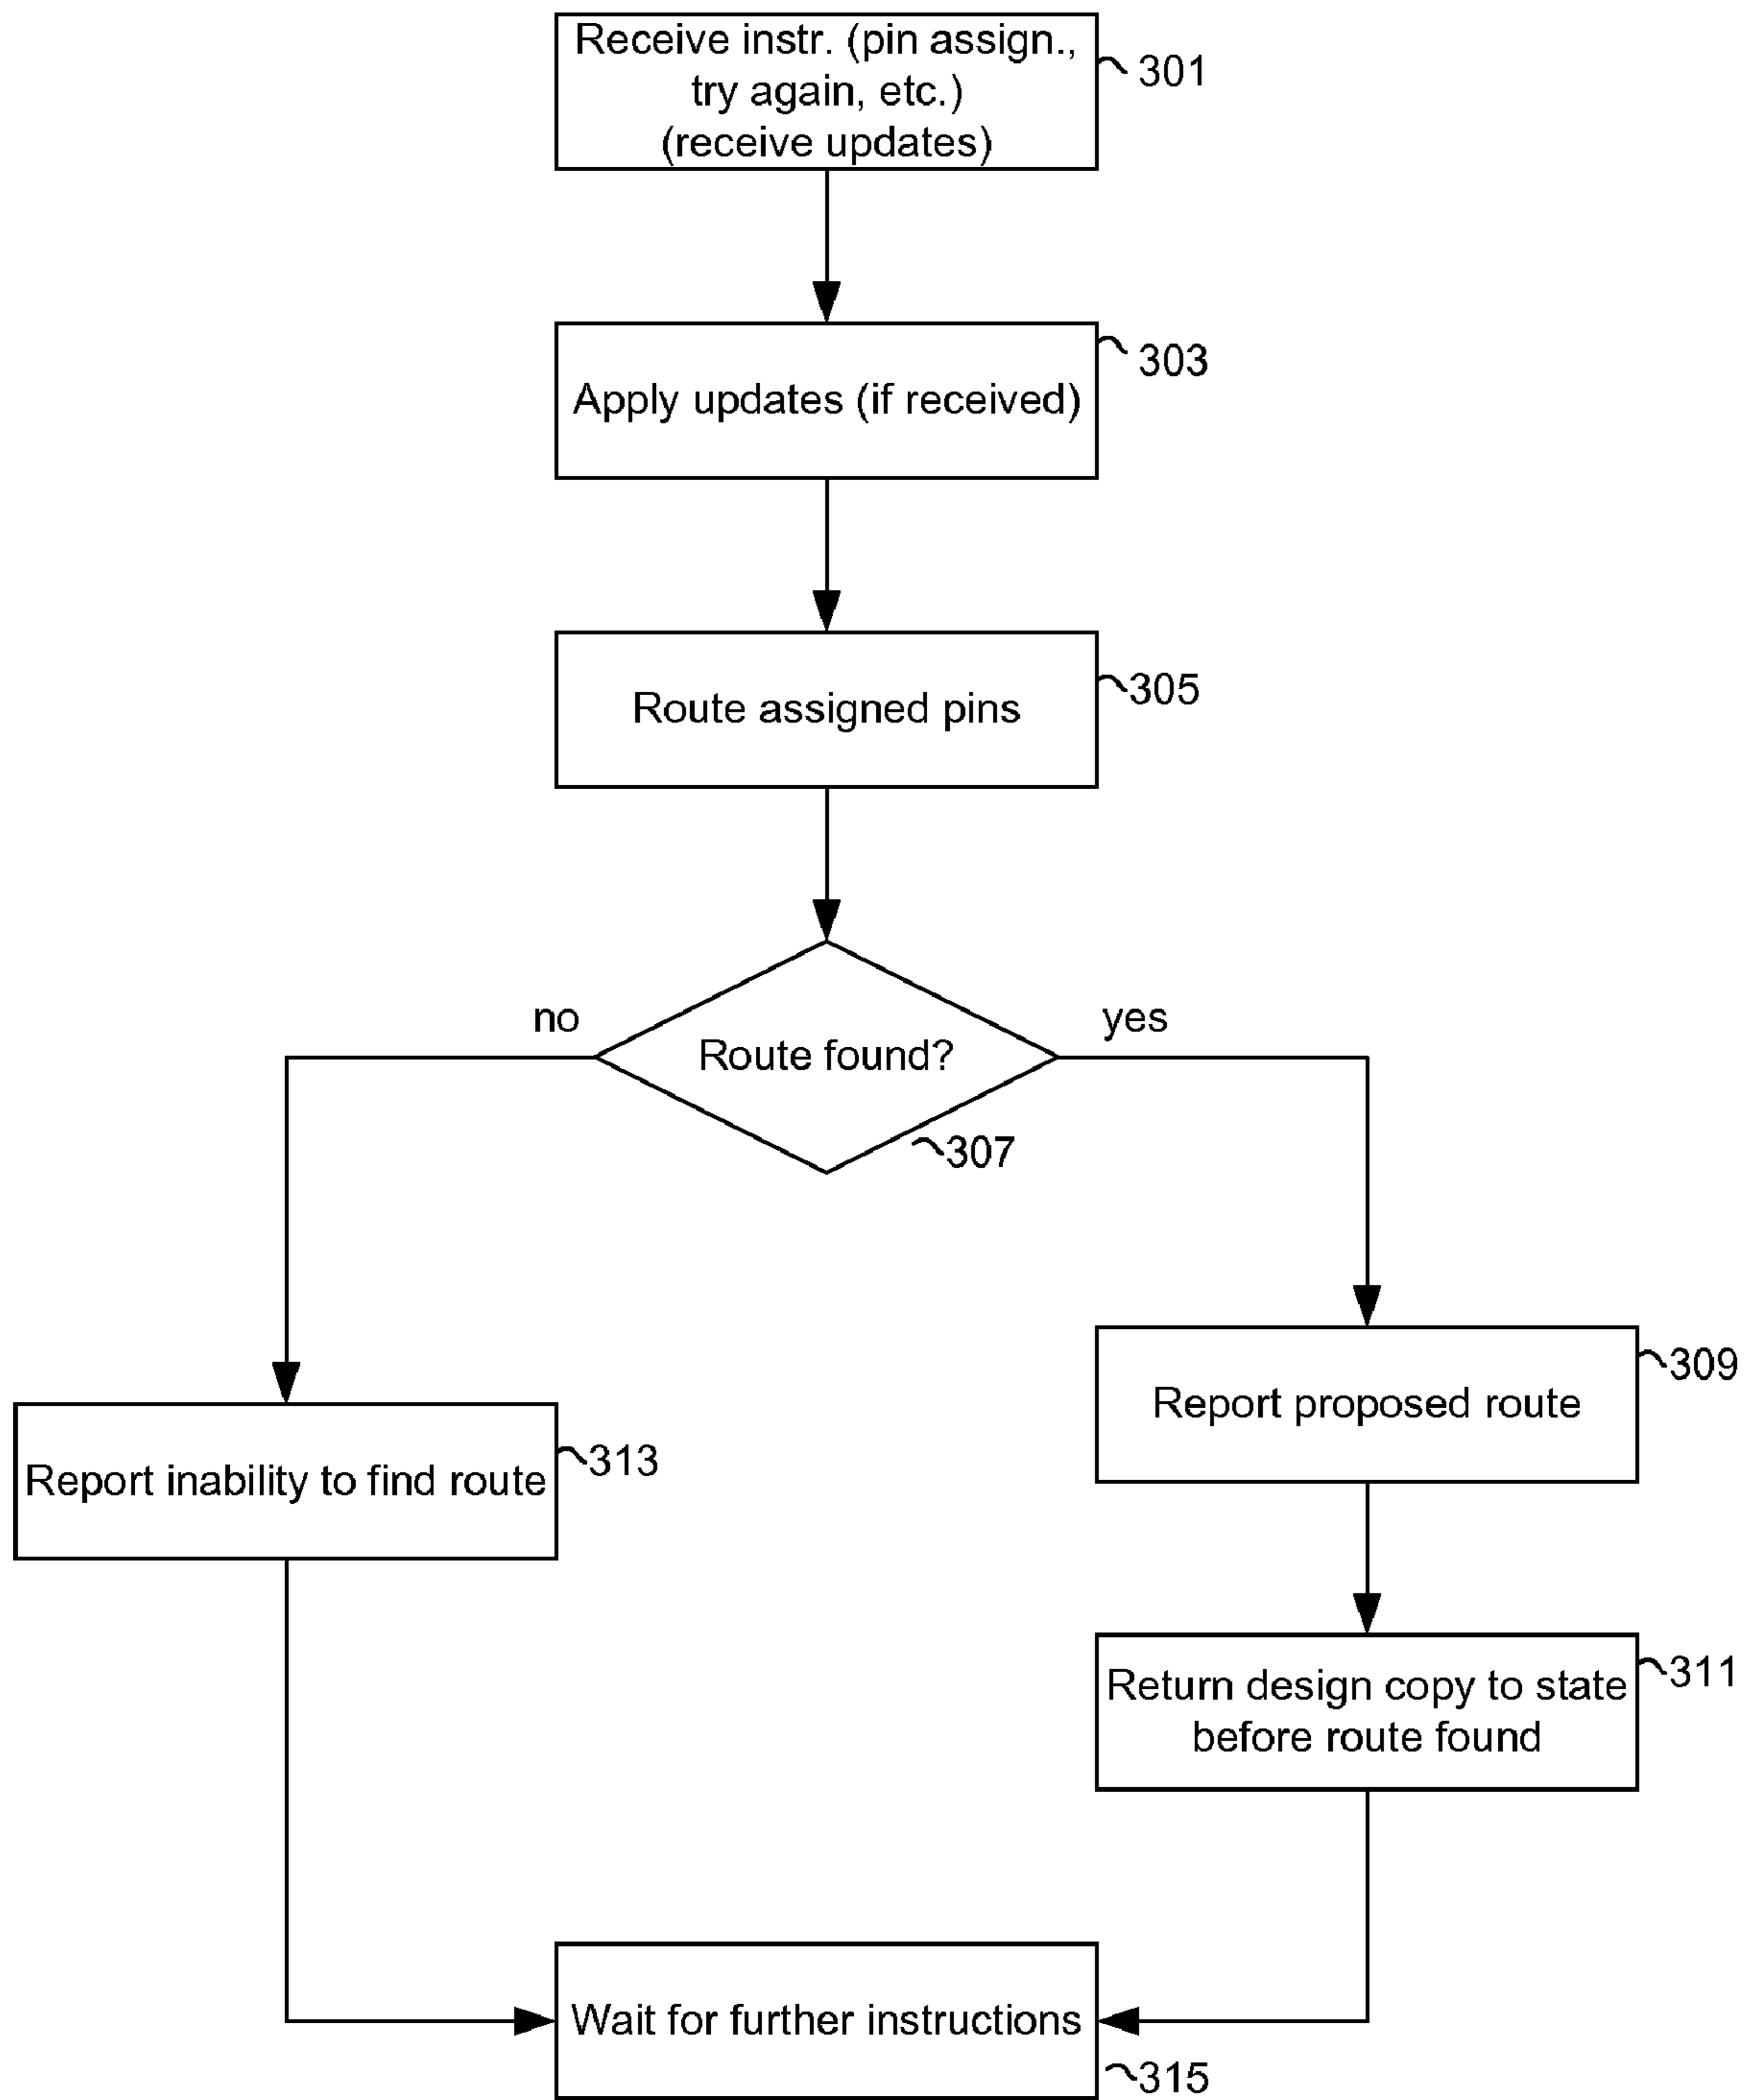 Receive instr. (pin assign.,
try again, etc.)
(receive updates)
301
Apply updates (if received)
303
Route assigned pins
305
no
yes
Route found?
307
Report proposed route
309
Report inability to find route
313
Return design copy to state
before route found
311
Wait for further instructions
315